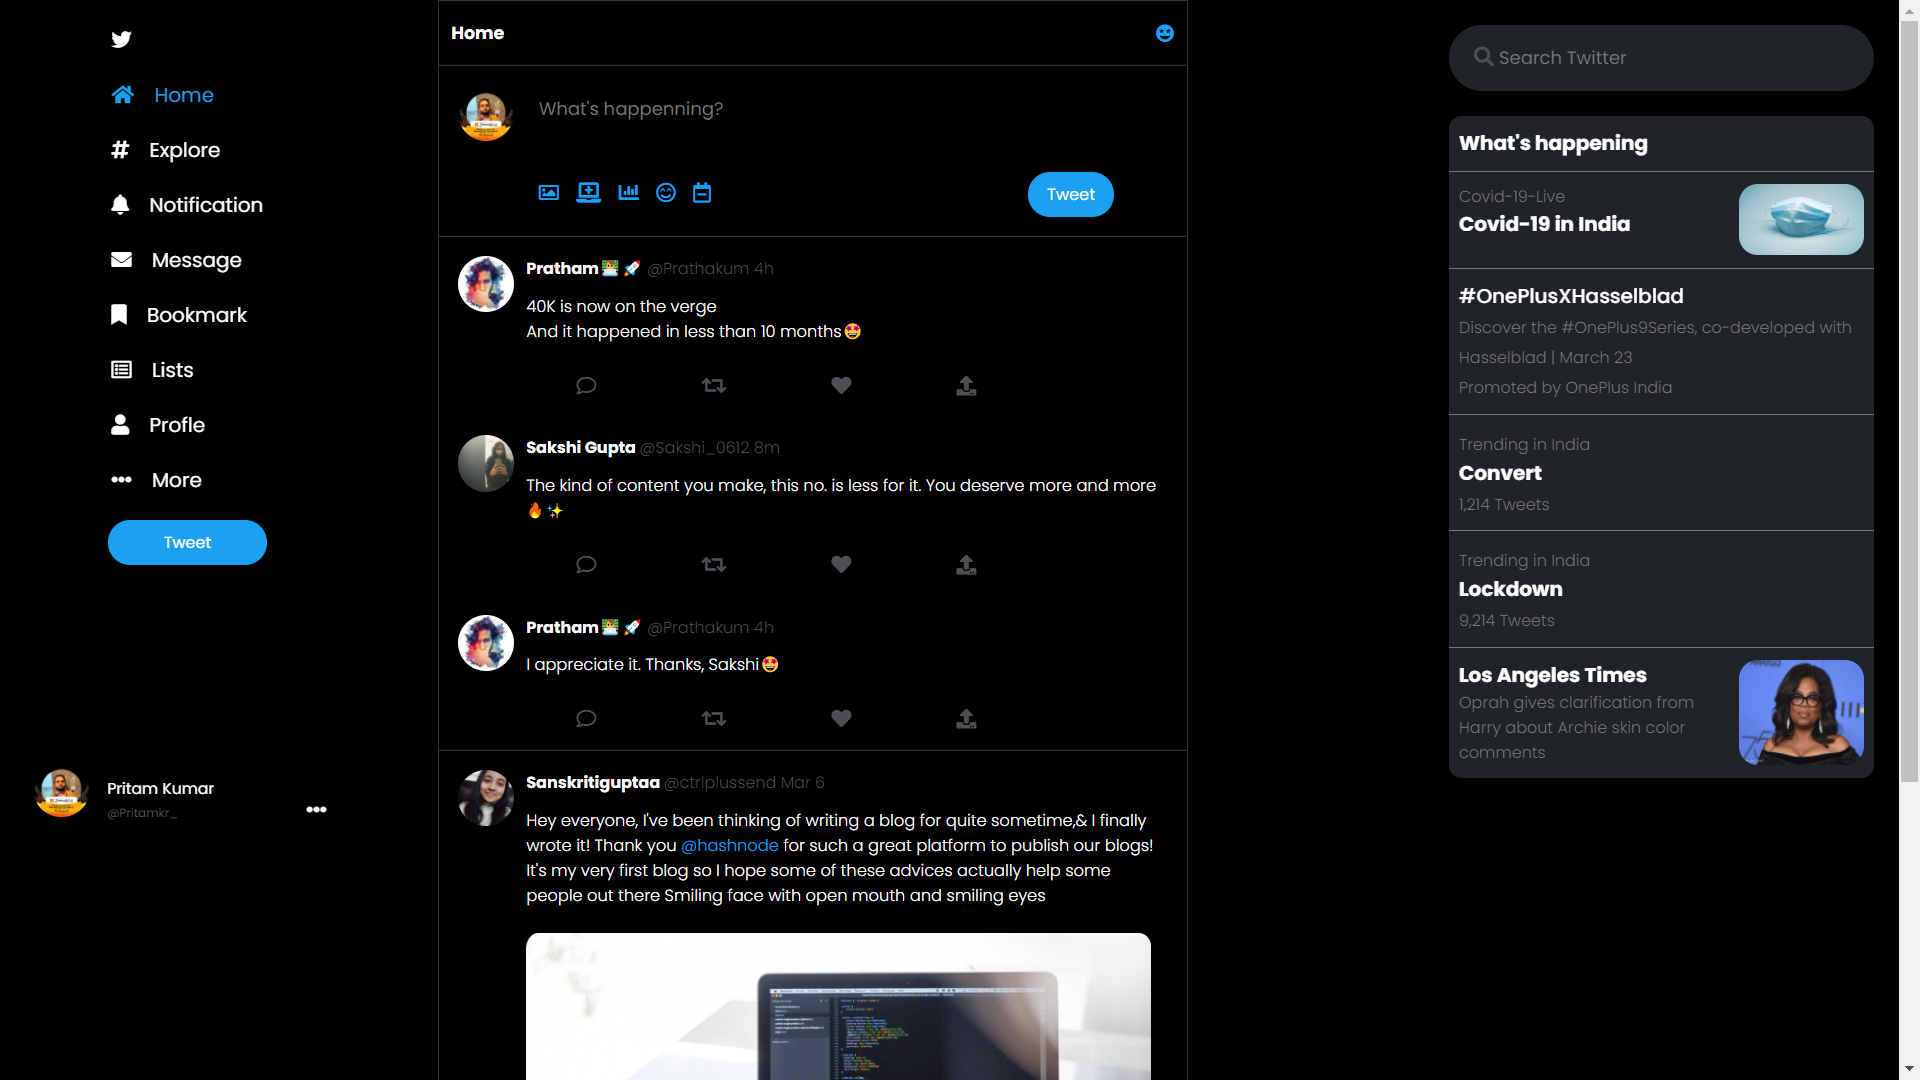 Home
Explore
Notification
Message
Bookmark
Lists
Profle
More
Tweet
Pritam Kumar
@Pritamkr_
Home
What's happenning?
Tweet
Pratham👨‍💻🚀 @Prathakum 4h
40K is now on the verge
And it happened in less than 10 months🤩
Sakshi Gupta @Sakshi_0612 8m
The kind of content you make, this no. is less for it. You deserve more and more
🔥✨
Pratham👨‍💻🚀 @Prathakum 4h
I appreciate it. Thanks, Sakshi🤩
Sanskritiguptaa @ctrlplussend Mar 6
Hey everyone, I've been thinking of writing a blog for quite sometime,& I finally
wrote it! Thank you @hashnode for such a great platform to publish our blogs!
It's my very first blog so I hope some of these advices actually help some
people out there Smiling face with open mouth and smiling eyes
Search Twitter
What's happening
Covid-19-Live
Covid-19 in India
#OnePlusXHasselblad
Discover the #OnePlus9Series, co-developed with
Hasselblad | March 23
Promoted by OnePlus India
Trending in India
Convert
1,214 Tweets
Trending in India
Lockdown
9,214 Tweets
Los Angeles Times
Oprah gives clarification from
Harry about Archie skin color
comments